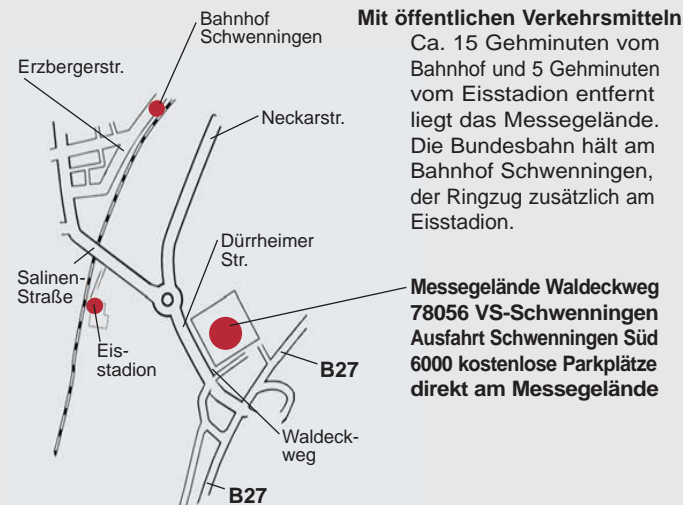 Bahnhof
Schwenningen
Erzbergerstr.
Neckarstr.
Dürrheimer
Str.
Salinen-
Straße
Eis-
stadion
B27
Waldeck-
weg
B27
Mit öffentlichen Verkehrsmitteln
Ca. 15 Gehminuten vom
Bahnhof und 5 Gehminuten
vom Eisstadion entfernt
liegt das Messegelände.
Die Bundesbahn hält am
Bahnhof Schwenningen,
der Ringzug zusätzlich am
Eisstadion.
Messegelände Waldeckweg
78056 VS-Schwenningen
Ausfahrt Schwenningen Süd
6000 kostenlose Parkplätze
direkt am Messegelände